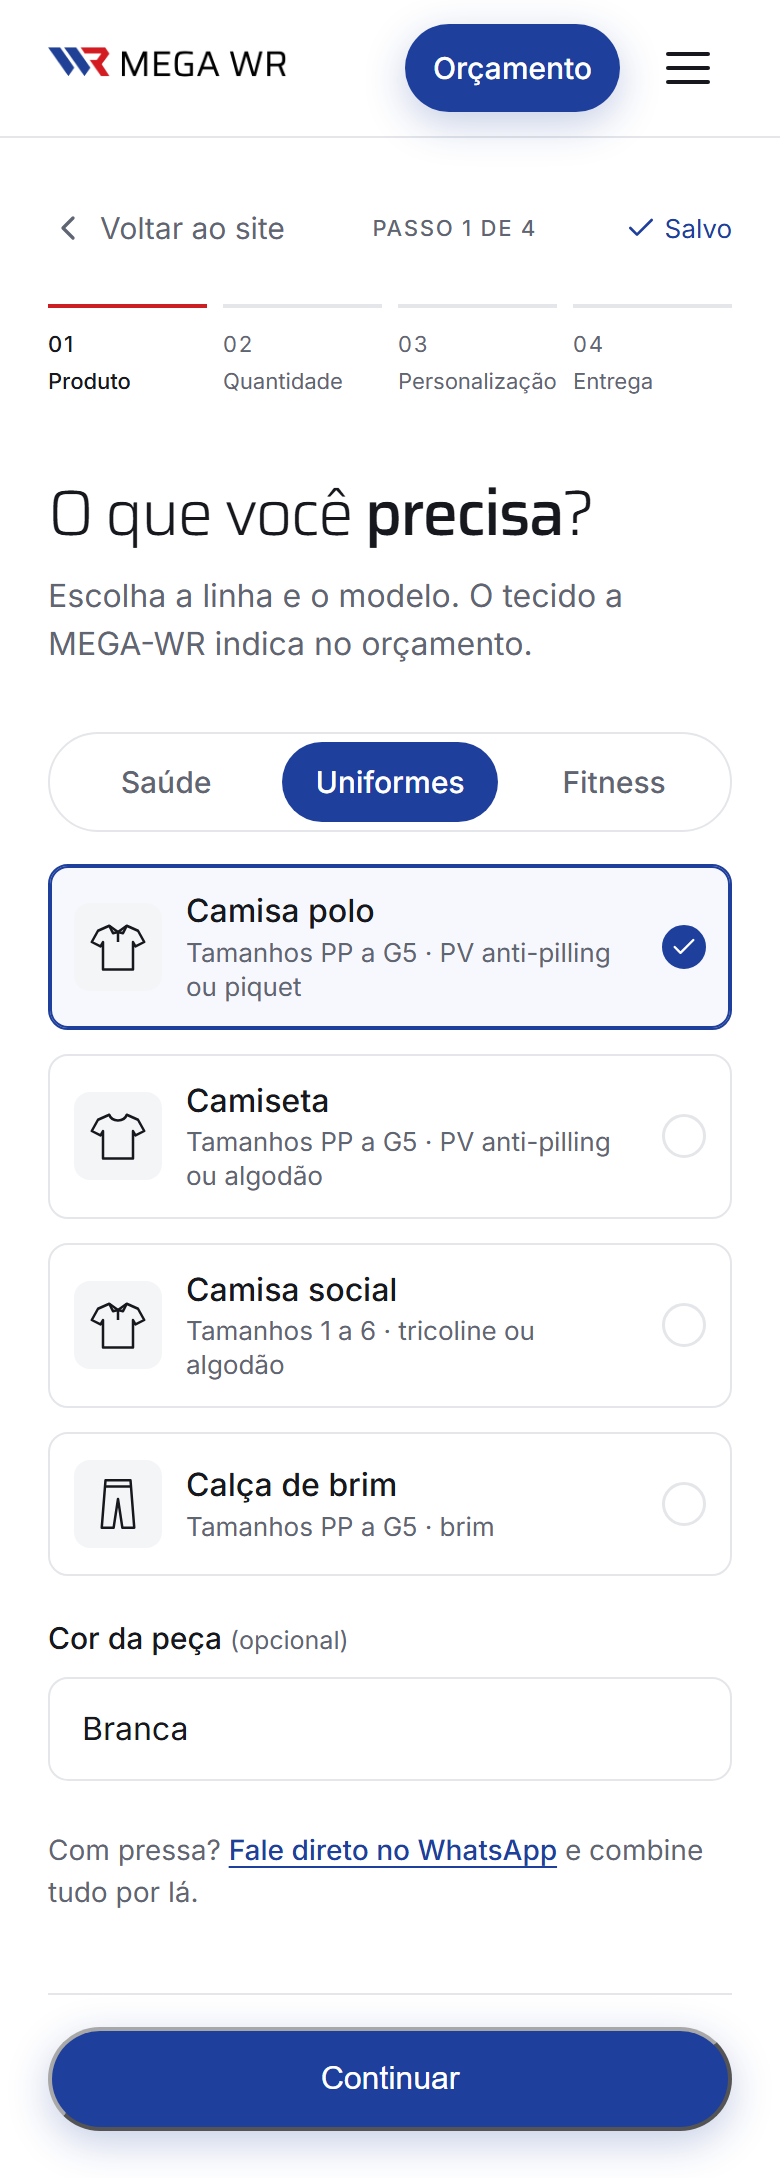 WR MEGA WR
Orçamento
Voltar ao site
PASSO 1 DE 4
Salvo
01
Produto
02
Quantidade
03
Personalização
04
Entrega
O que você precisa?
Escolha a linha e o modelo. O tecido a
MEGA-WR indica no orçamento.
Saúde
Uniformes
Fitness
Camisa polo
Tamanhos PP a G5 · PV anti-pilling
ou piquet
Camiseta
Tamanhos PP a G5 · PV anti-pilling
ou algodão
Camisa social
Tamanhos 1 a 6 · tricoline ou
algodão
Calça de brim
Tamanhos PP a G5 · brim
Cor da peça (opcional)
Branca
Com pressa? Fale direto no WhatsApp e combine
tudo por lá.
Continuar